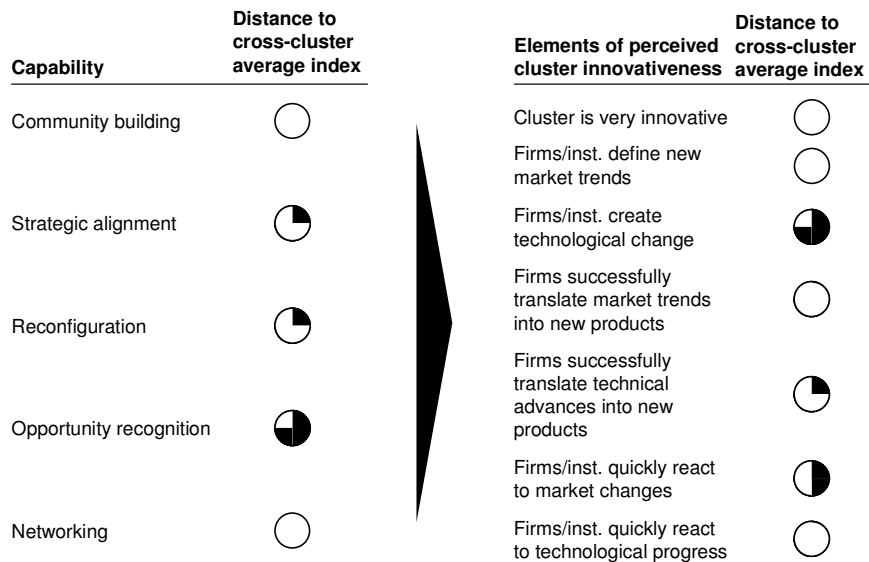 Capability
Distance to
cross-cluster
average index
Community building
Strategic alignment
Reconfiguration
Opportunity recognition
Networking
Elements of perceived
cluster innovativeness
Distance to
cross-cluster
average index
Cluster is very innovative
Firms/inst. define new
market trends
Firms/inst. create
technological change
Firms successfully
translate market trends
into new products
Firms successfully
translate technical
advances into new
products
Firms/inst. quickly react
to market changes
Firms/inst. quickly react
to technological progress